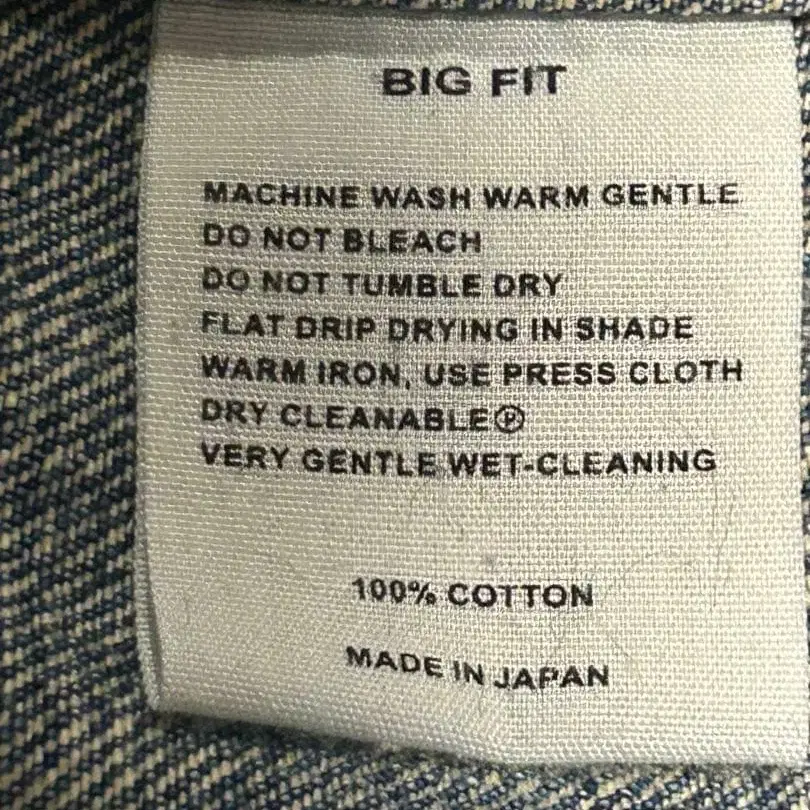 BIG FIT
MACHINE WASH WARM GENTLE
DO NOT BLEACH
DO NOT TUMBLE DRY
FLAT DRIP DRYING IN SHADE
WARM IRON, USE PRESS CLOTH
DRY CLEANABLE Ⓟ
VERY GENTLE WET-CLEANING
100% COTTON
MADE IN JAPAN